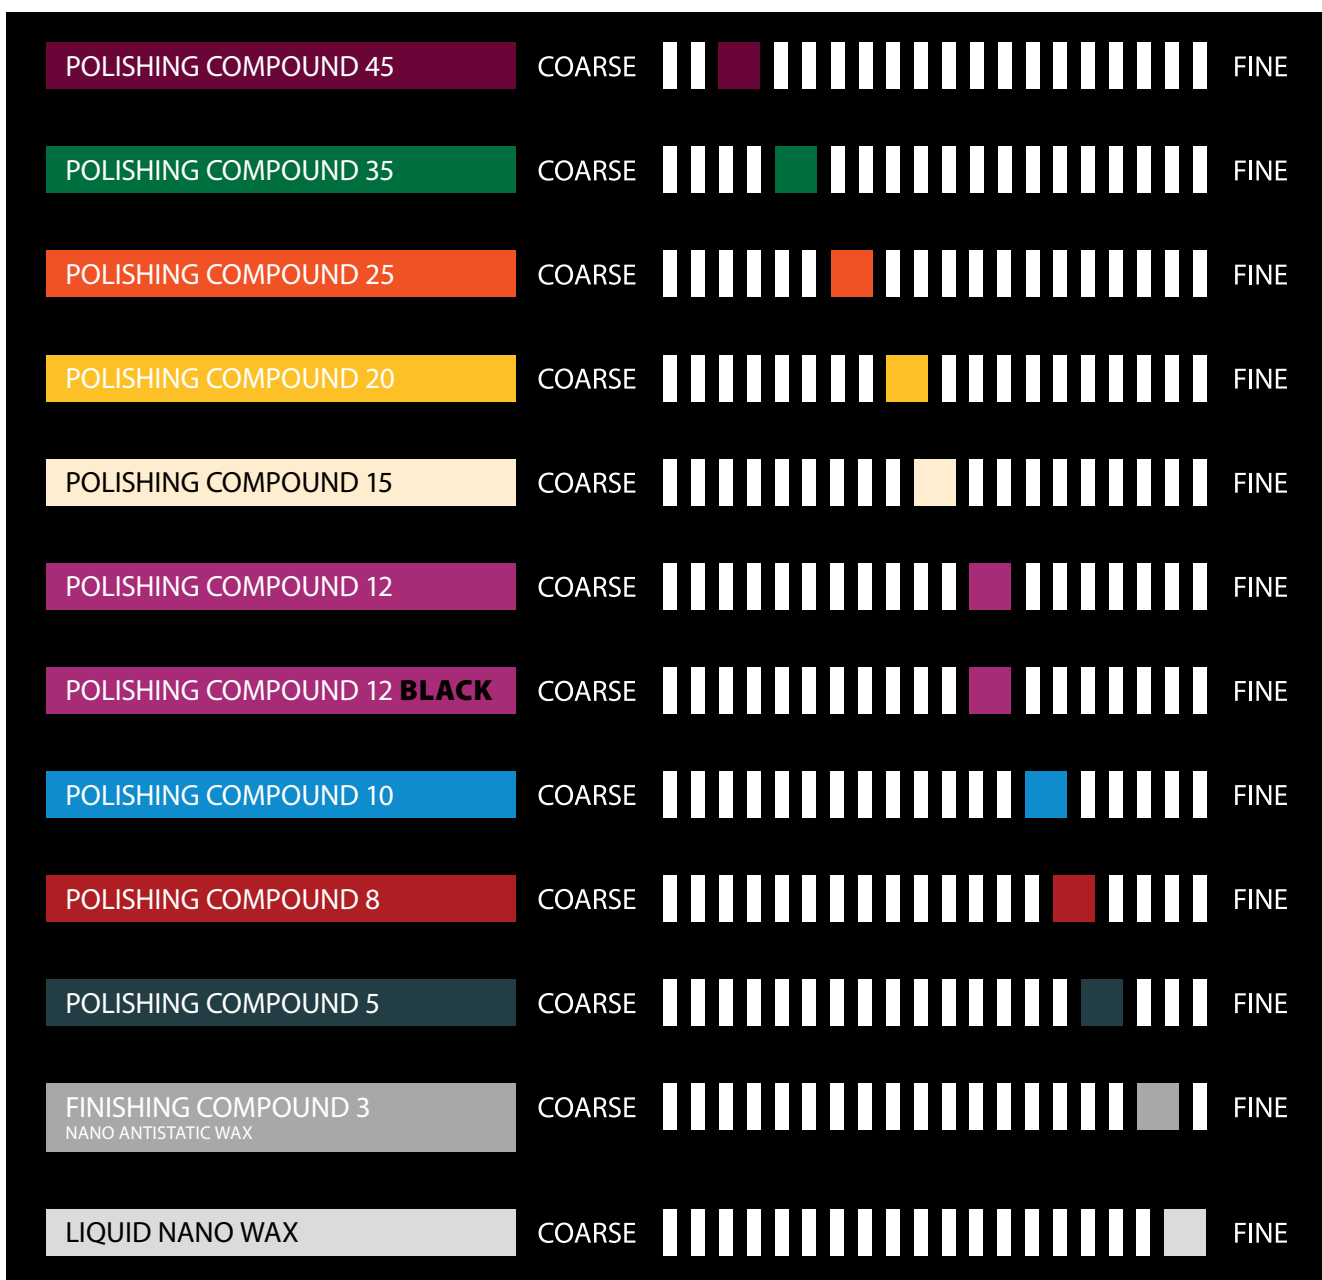 POLISHING COMPOUND 45 COARSE FINE
POLISHING COMPOUND 35 COARSE FINE
POLISHING COMPOUND 25 COARSE FINE
POLISHING COMPOUND 20 COARSE FINE
POLISHING COMPOUND 15 COARSE FINE
POLISHING COMPOUND 12 COARSE FINE
POLISHING COMPOUND 12 BLACK COARSE FINE
POLISHING COMPOUND 10 COARSE FINE
POLISHING COMPOUND 8 COARSE FINE
POLISHING COMPOUND 5 COARSE FINE
FINISHING COMPOUND 3 COARSE FINE
NANO ANTISTATIC WAX
LIQUID NANO WAX COARSE FINE